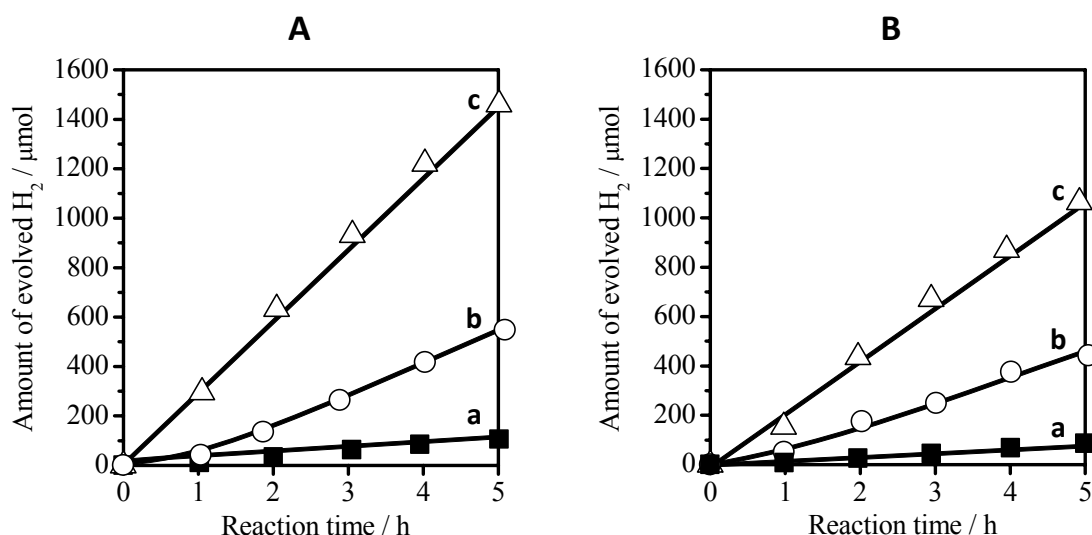 A
Amount of evolved H₂ / μmol
1600
1400
1200
1000
800
600
400
200
0
c
b
a
0 1 2 3 4 5
Reaction time / h
B
Amount of evolved H₂ / μmol
1600
1400
1200
1000
800
600
400
200
0
c
b
a
0 1 2 3 4 5
Reaction time / h